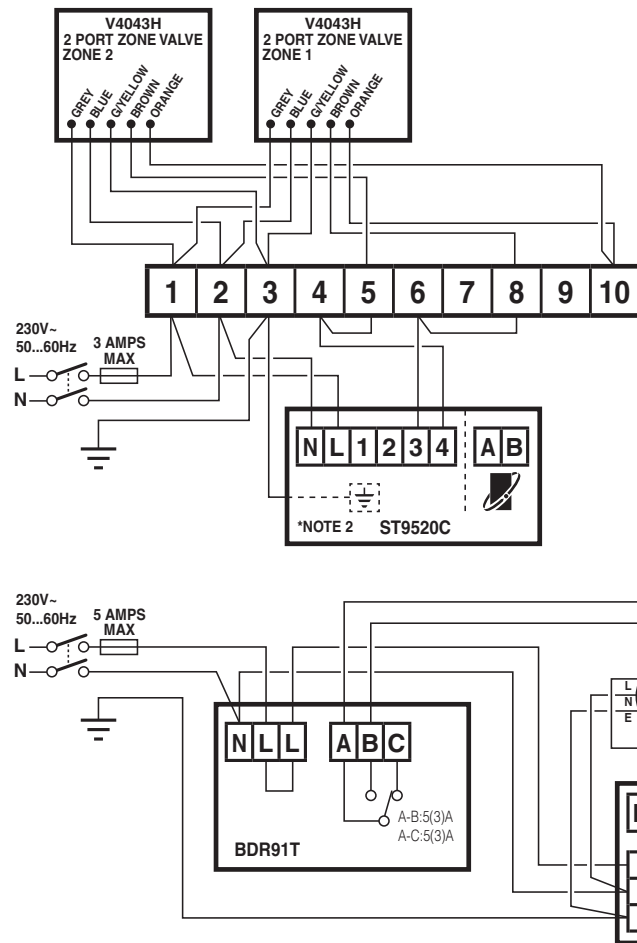 V4043H
2 PORT ZONE VALVE
ZONE 2
GREY
BLUE
G/YELLOW
BROWN
ORANGE
V4043H
2 PORT ZONE VALVE
ZONE 1
GREY
BLUE
G/YELLOW
BROWN
ORANGE
1 2 3 4 5 6 7 8 9 10
230V~
50...60Hz
3 AMPS
MAX
L
N
N L 1 2 3 4 A B
*NOTE 2 ST9520C
230V~
50...60Hz
5 AMPS
MAX
L
N
L
N
E
N L L A B C
A-B:5(3)A
A-C:5(3)A
BDR91T